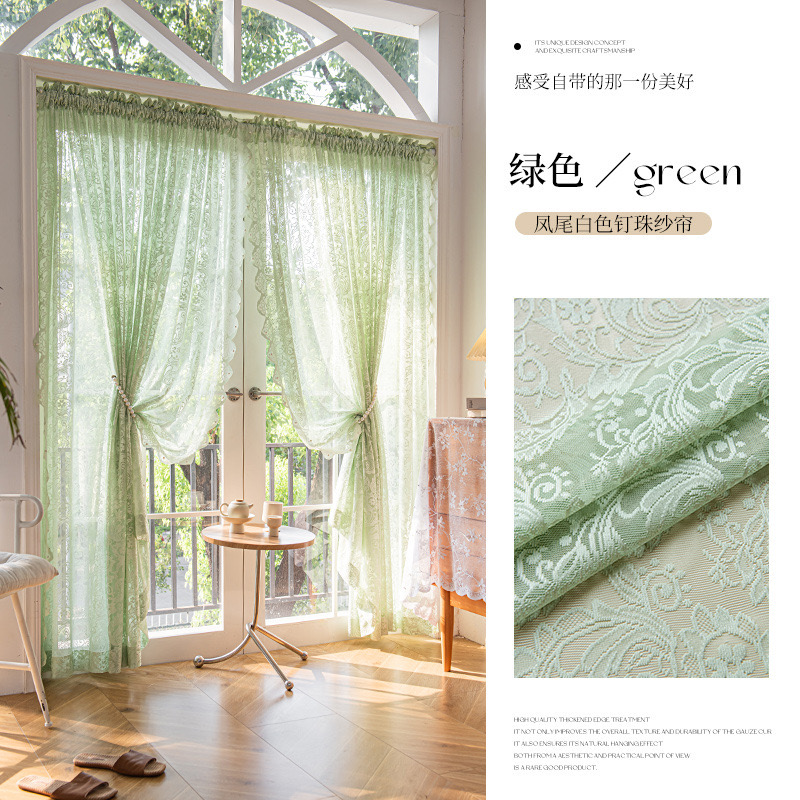 IT'S UNIQUE DESIGN CONCEPT
AND EXQUISITE CRAFTSMANSHIP
感受自带的那一份美好
绿色 ／green
凤尾白色钉珠纱帘
HIGH QUALITY THICKENED EDGE TREATMENT
IT NOT ONLY IMPROVES THE OVERALL TEXTURE AND DURABILITY OF THE GAUZE CUR
IT ALSO ENSURES ITS NATURAL HANGING EFFECT
BOTH FROM A AESTHETIC AND PRACTICAL POINT OF VIEW
IS A RARE GOOD PRODUCT.